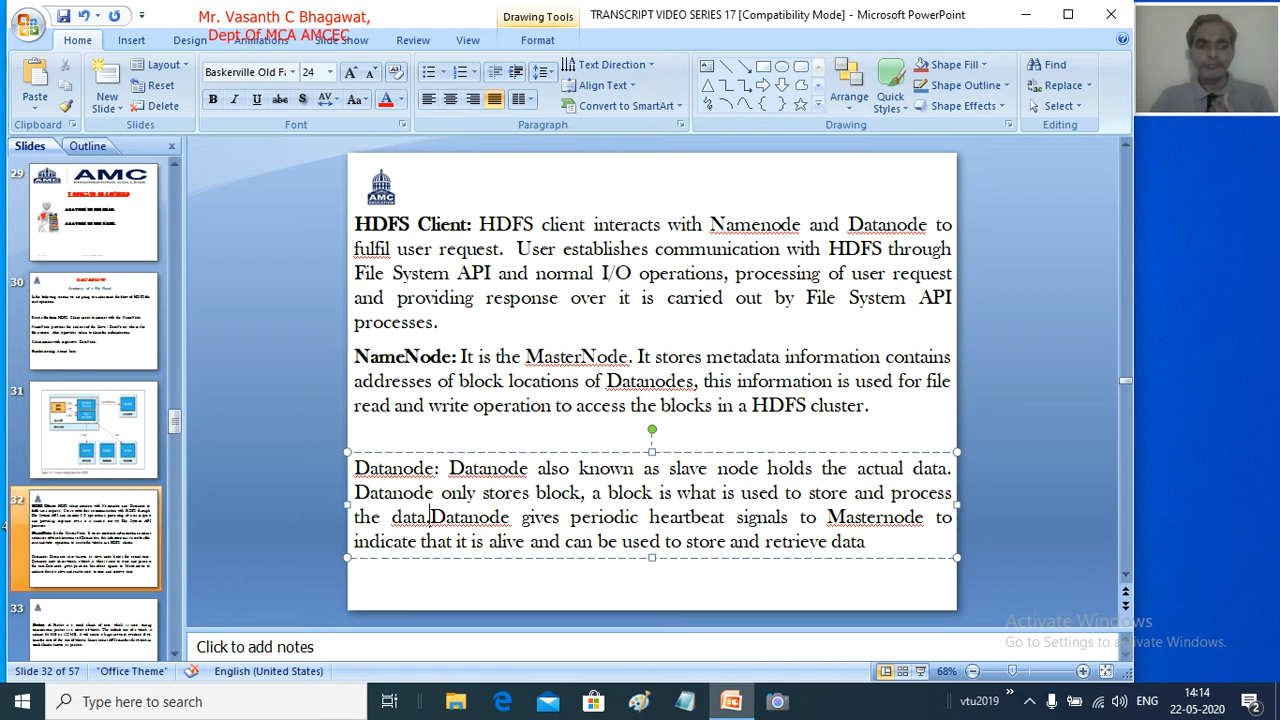 Mr. Vasanth C Bhagawat,
Dept Of MCA AMCEC
Drawing Tools
TRANSCRIPT VIDEO SERIES 17 [Compatibility Mode] - Microsoft PowerPoint
Home Insert Design Animations Slide Show Review View Format
Paste
Clipboard
New Slide
Layout
Reset
Delete
Slides
Baskerville Old F 24
B I U abc S AV Aa A
Font
Text Direction
Align Text
Convert to SmartArt
Paragraph
Arrange
Quick Styles
Shape Fill
Shape Outline
Shape Effects
Drawing
Find
Replace
Select
Editing
Slides Outline
29
AMC
ENGINEERING COLLEGE
30
31
32
33
AMC
EDUCATION
HDFS Client: HDFS client interacts with Namenode and Datanode to
fulfil user request. User establishes communication with HDFS through
File System API and normal I/O operations, processing of user request
and providing response over it is carried out by File System API
processes.
NameNode: It is the MasterNode. It stores metadata information contains
addresses of block locations of Datanodes, this information is used for file
read and write operation to access the blocks in a HDFS cluster.
Datanode: Datanode also known as slave node holds the actual data.
Datanode only stores block, a block is what is used to store and process
the data.Datanode gives periodic heartbeat signals to Masternode to
indicate that it is alive and can be used to store and retrieve data
Activate Windows
Go to Settings to activate Windows.
Click to add notes
Slide 32 of 57 "Office Theme" English (United States) 68%
Type here to search
vtu2019
ENG
14:14
22-05-2020
2